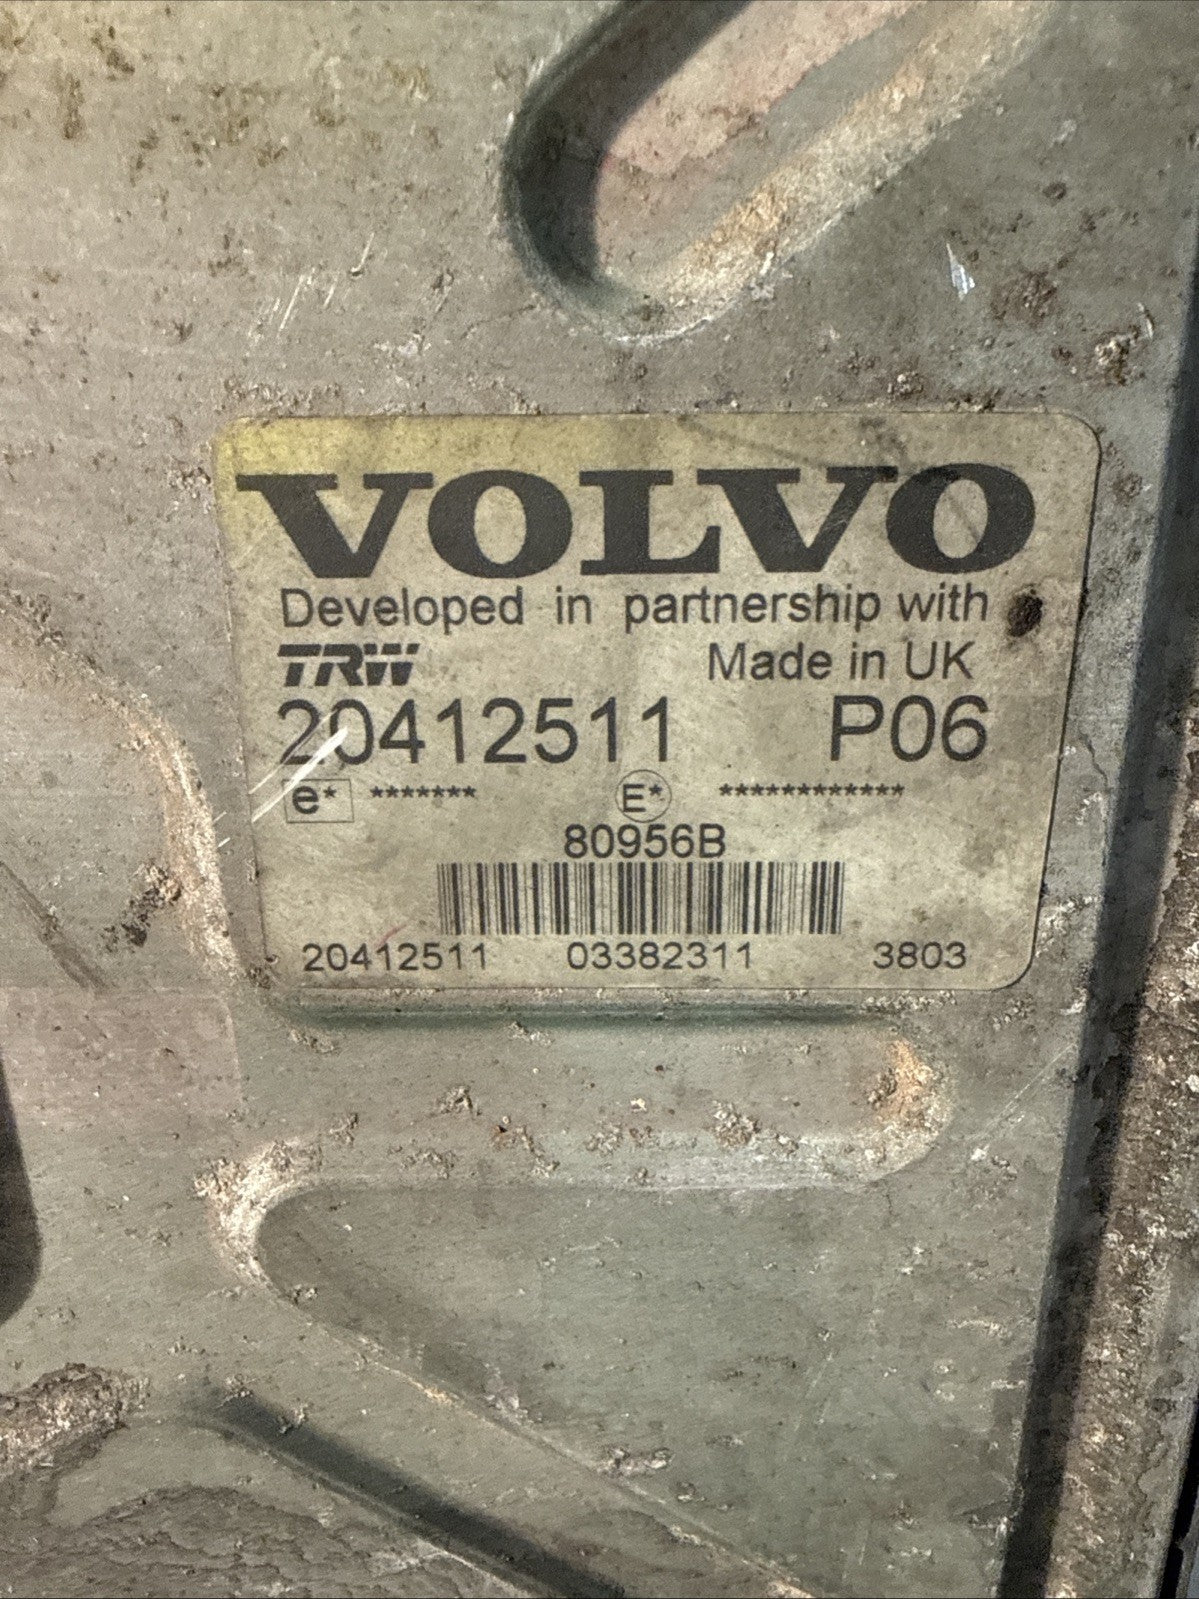 VOLVO
Developed in partnership with
TRW Made in UK
20412511 P06
e* ******* E* ************
80956B
20412511 03382311 3803